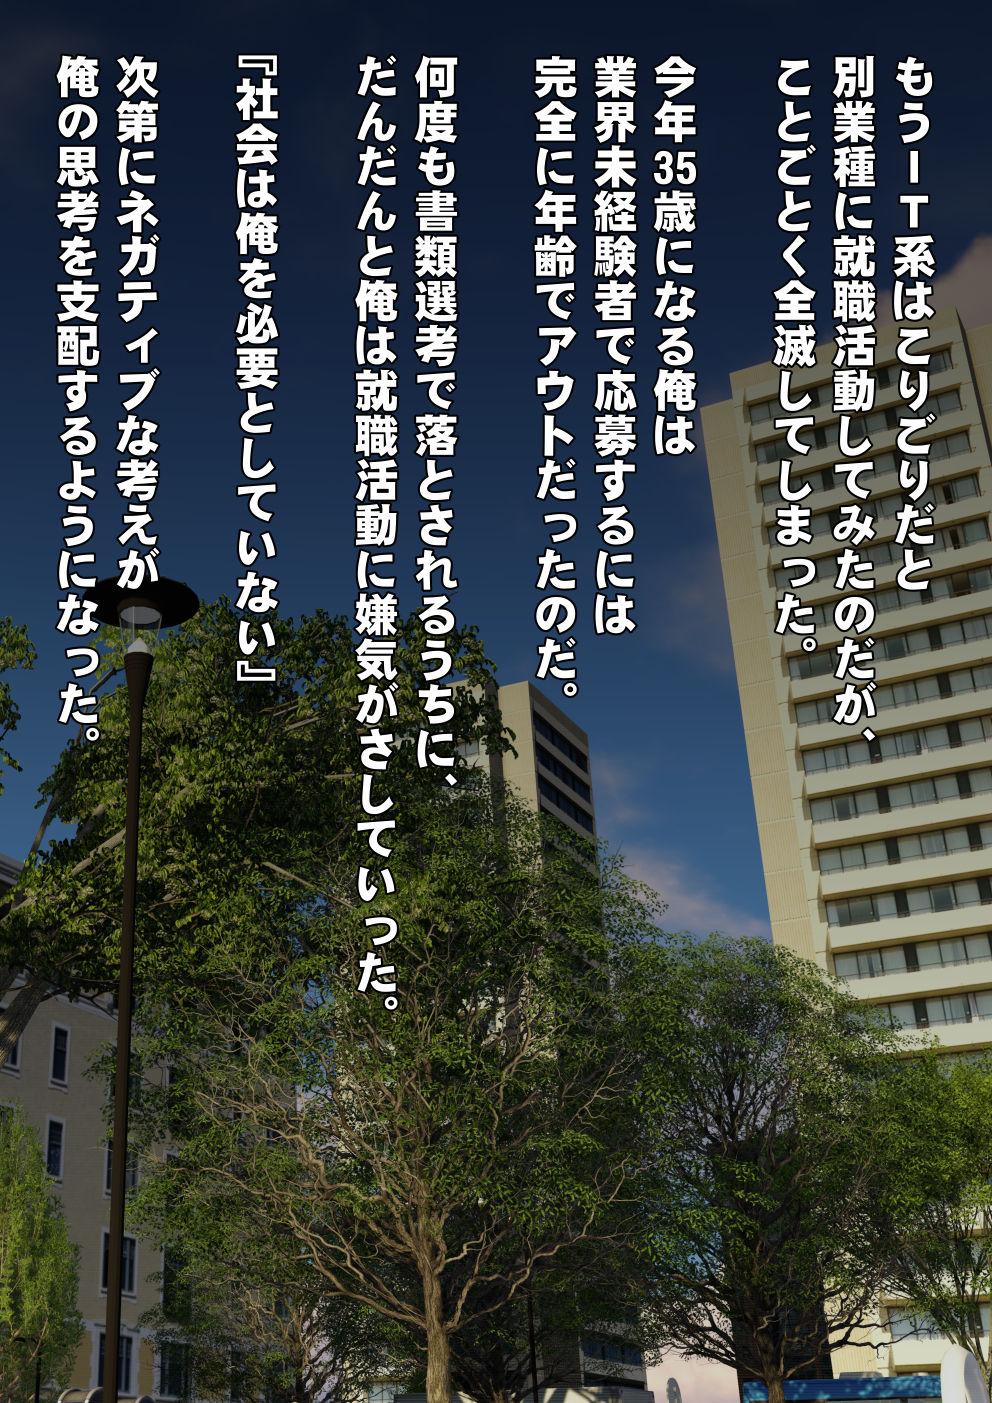 もうIT系はこりごりだと
別業種に就職活動してみたのだが、
ことごとく全滅してしまった。
今年35歳になる俺は
業界未経験者で応募するには
完全に年齢でアウトだったのだ。
何度も書類選考で落とされるうちに、
だんだんと俺は就職活動に嫌気がさしていった。
『社会は俺を必要としていない』
次第にネガティブな考えが
俺の思考を支配するようになった。